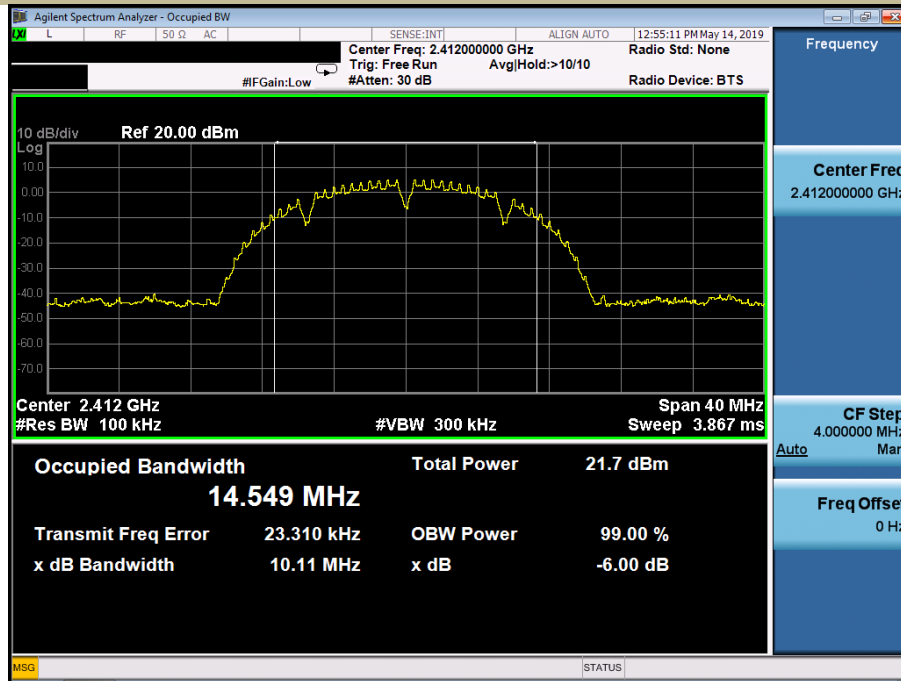 Agilent Spectrum Analyzer - Occupied BW
LXI L RF 50 Ω AC SENSE:INT ALIGN AUTO 12:55:11 PM May 14, 2019
Center Freq: 2.412000000 GHz Radio Std: None
Trig: Free Run Avg|Hold:>10/10
#IFGain:Low #Atten: 30 dB Radio Device: BTS
10 dB/div Ref 20.00 dBm
Log
10.0
0.00
-10.0
-20.0
-30.0
-40.0
-50.0
-60.0
-70.0
Center 2.412 GHz Span 40 MHz
#Res BW 100 kHz #VBW 300 kHz Sweep 3.867 ms
Occupied Bandwidth Total Power 21.7 dBm
14.549 MHz
Transmit Freq Error 23.310 kHz OBW Power 99.00 %
x dB Bandwidth 10.11 MHz x dB -6.00 dB
MSG STATUS
Frequency
Center Freq
2.412000000 GHz
CF Step
4.000000 MHz
Auto Man
Freq Offset
0 Hz